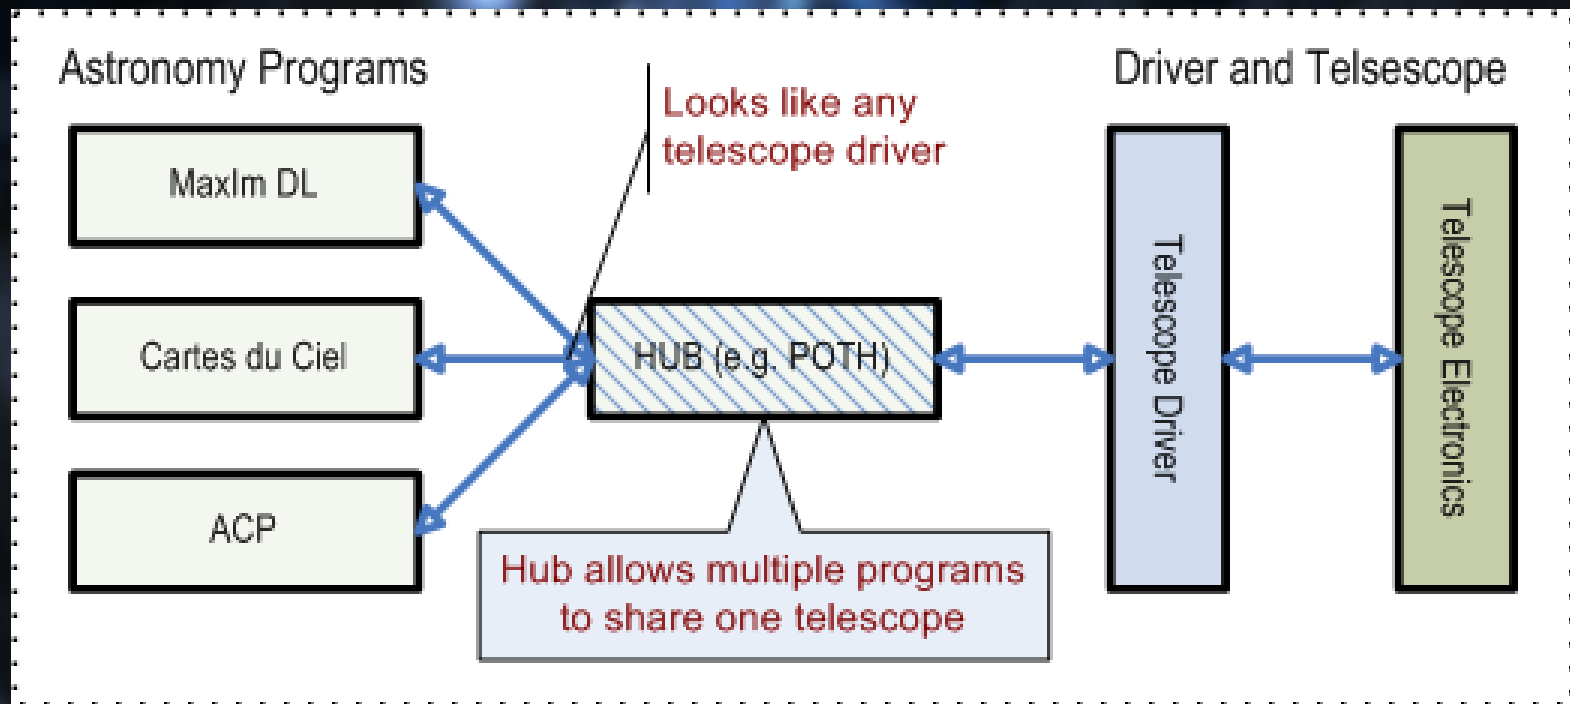 Astronomy Programs
Driver and Telsescope
Looks like any
telescope driver
MaxIm DL
Cartes du Ciel
ACP
HUB (e.g. POTH)
Telescope Driver
Telescope Electronics
Hub allows multiple programs
to share one telescope